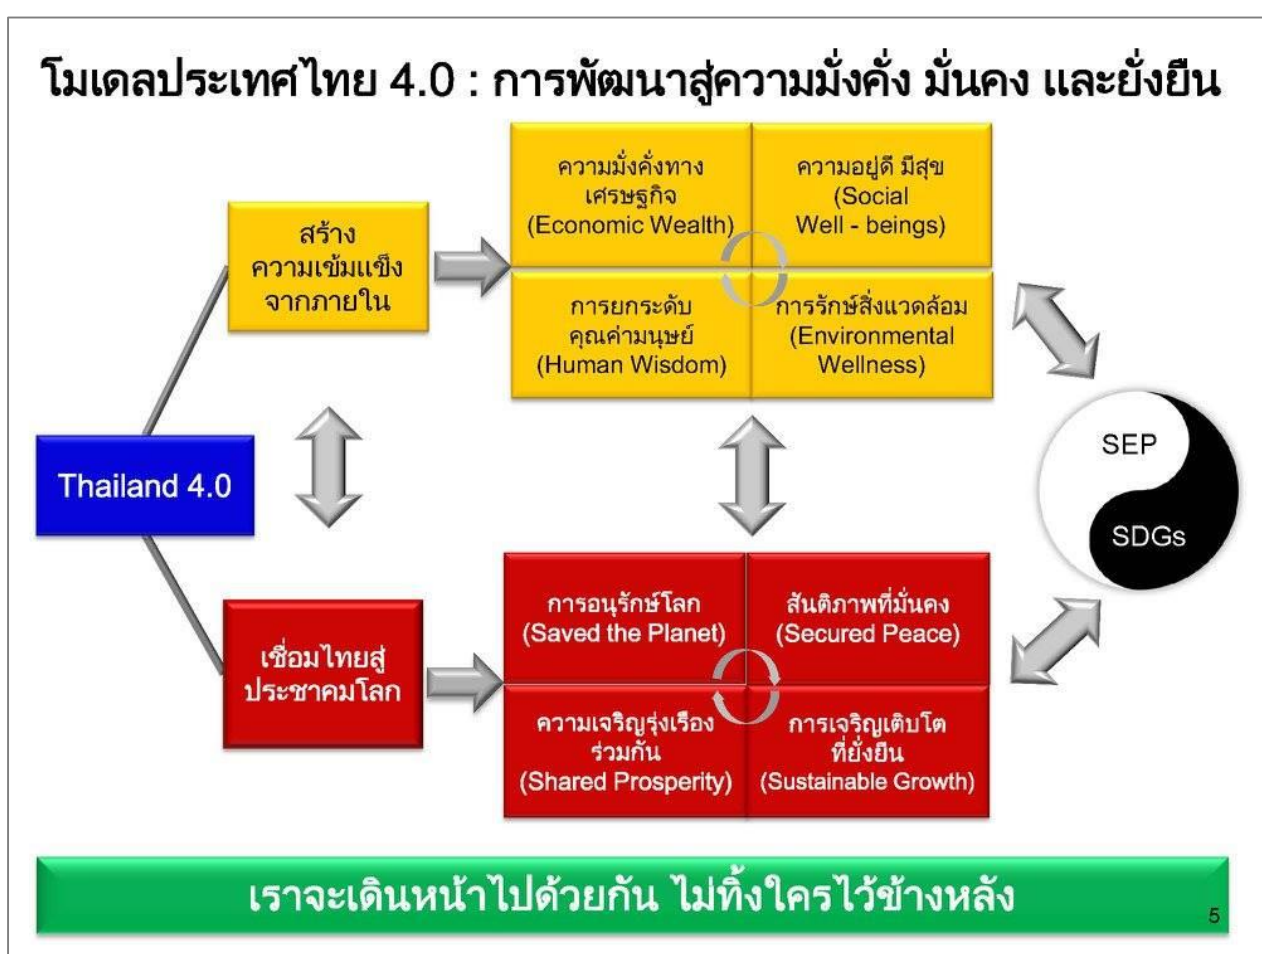 โมเดลประเทศไทย 4.0 : การพัฒนาสู่ความมั่งคั่ง มั่นคง และยั่งยืน
ความมั่งคั่งทาง
เศรษฐกิจ
(Economic Wealth)
ความอยู่ดี มีสุข
(Social
Well - beings)
สร้าง
ความเข้มแข็ง
จากภายใน
การยกระดับ
คุณค่ามนุษย์
(Human Wisdom)
การรักษ์สิ่งแวดล้อม
(Environmental
Wellness)
Thailand 4.0
SEP
SDGs
เชื่อมไทยสู่
ประชาคมโลก
การอนุรักษ์โลก
(Saved the Planet)
สันติภาพที่มั่นคง
(Secured Peace)
ความเจริญรุ่งเรือง
ร่วมกัน
(Shared Prosperity)
การเจริญเติบโต
ที่ยั่งยืน
(Sustainable Growth)
เราจะเดินหน้าไปด้วยกัน ไม่ทิ้งใครไว้ข้างหลัง
5